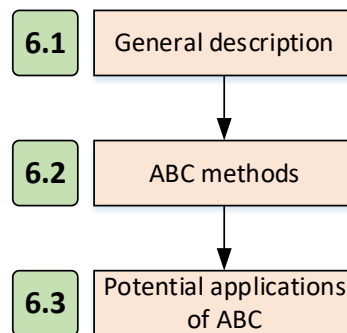 6.1
General description
6.2
ABC methods
6.3
Potential applications
of ABC